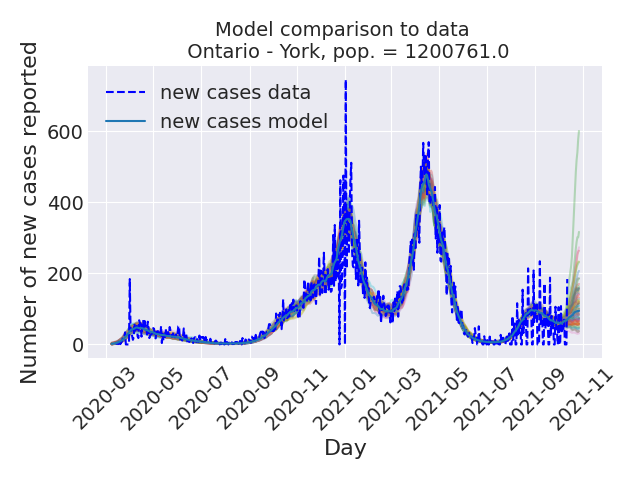 Model comparison to data
Ontario - York, pop. = 1200761.0
Number of new cases reported
new cases data
new cases model
600
400
200
0
2020-03
2020-05
2020-07
2020-09
2020-11
2021-01
2021-03
2021-05
2021-07
2021-09
2021-11
Day